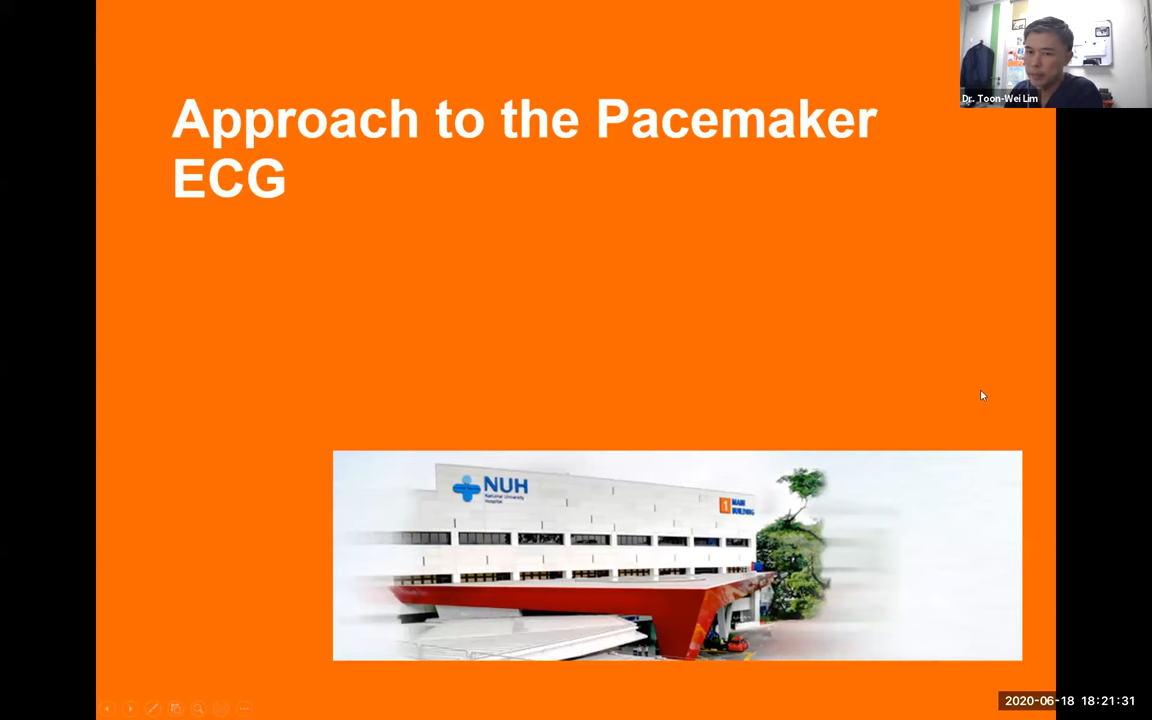 Approach to the Pacemaker
ECG
Dr. Toon-Wei Lim
NUH
National University
Hospital
1 MAIN
BUILDING
2020-06-18 18:21:31